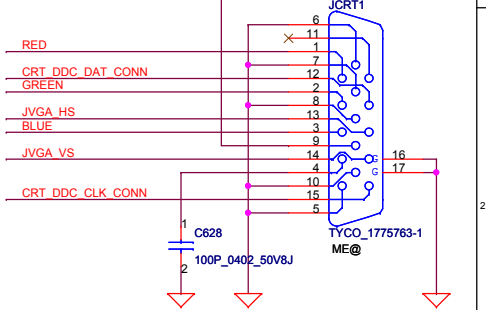 JCRT1
6
11
RED
1
7
CRT_DDC_DAT_CONN
12
GREEN
2
8
JVGA_HS
13
BLUE
3
9
JVGA_VS
14
G
16
4
G
17
10
CRT_DDC_CLK_CONN
15
5
2
1
C628
TYCO_1775763-1
ME@
100P_0402_50V8J
2